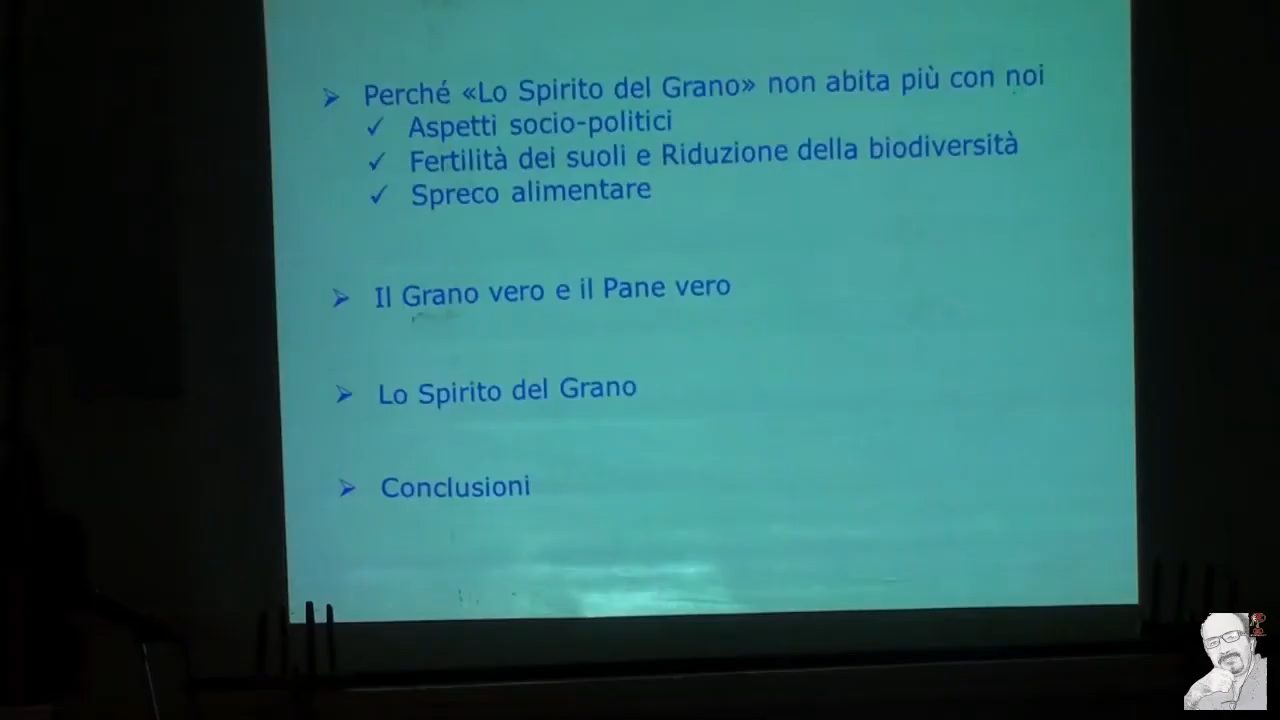 Perché «Lo Spirito del Grano» non abita più con noi
Aspetti socio-politici
Fertilità dei suoli e Riduzione della biodiversità
Spreco alimentare
Il Grano vero e il Pane vero
Lo Spirito del Grano
Conclusioni